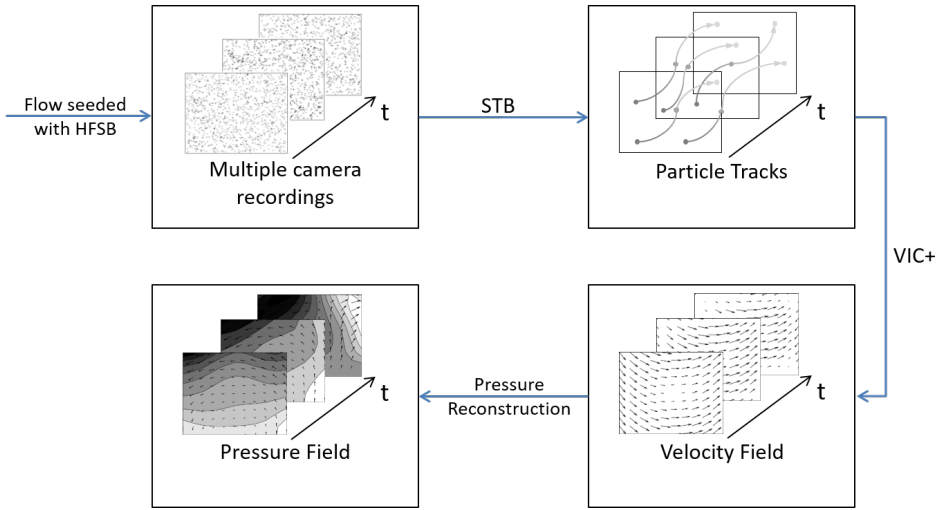 Flow seeded
with HFSB
t
Multiple camera
recordings
STB
t
Particle Tracks
VIC+
t
Velocity Field
Pressure
Reconstruction
t
Pressure Field